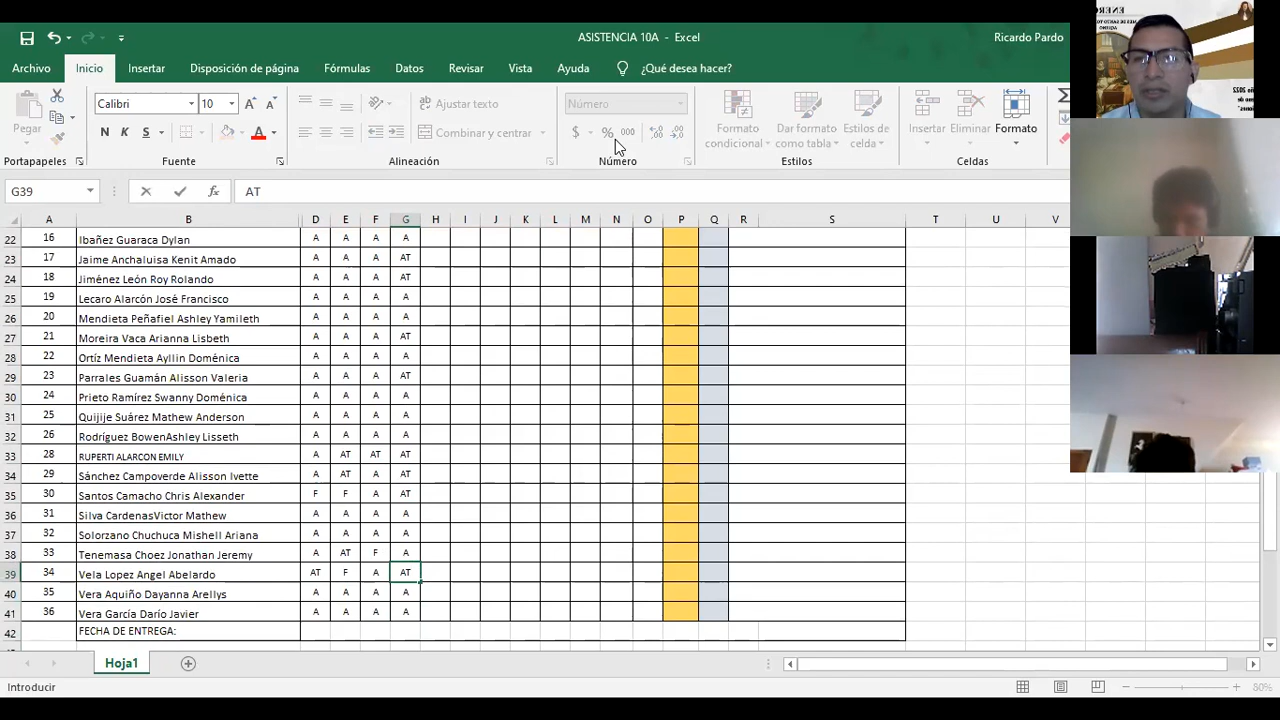 ASISTENCIA 10A - Excel
Ricardo Pardo
Archivo Inicio Insertar Disposición de página Fórmulas Datos Revisar Vista Ayuda ¿Qué desea hacer?
Pegar
Calibri 10
N K S
Ajustar texto
Combinar y centrar
Número
$ % 000
Formato condicional
Dar formato como tabla
Estilos de celda
Insertar Eliminar Formato
Portapapeles Fuente Alineación Número Estilos Celdas
G39 fx AT
A B D E F G H I J K L M N O P Q R S T U V
22 16 Ibañez Guaraca Dylan A A A A
23 17 Jaime Anchaluisa Kenit Amado A A A AT
24 18 Jiménez León Roy Rolando A A A AT
25 19 Lecaro Alarcón José Francisco A A A A
26 20 Mendieta Peñafiel Ashley Yamileth A A A A
27 21 Moreira Vaca Arianna Lisbeth A A A AT
28 22 Ortíz Mendieta Ayllin Doménica A A A A
29 23 Parrales Guamán Alisson Valeria A A A AT
30 24 Prieto Ramírez Swanny Doménica A A A A
31 25 Quijije Suárez Mathew Anderson A A A A
32 26 Rodríguez BowenAshley Lisseth A A A A
33 28 RUPERTI ALARCON EMILY A AT AT AT
34 29 Sánchez Campoverde Alisson Ivette A AT A AT
35 30 Santos Camacho Chris Alexander F F A AT
36 31 Silva CardenasVictor Mathew A A A A
37 32 Solorzano Chuchuca Mishell Ariana A A A A
38 33 Tenemasa Choez Jonathan Jeremy A AT F A
39 34 Vela Lopez Angel Abelardo AT F A AT
40 35 Vera Aquiño Dayanna Arellys A A A A
41 36 Vera García Darío Javier A A A A
42 FECHA DE ENTREGA:
Hoja1
Introducir
80%
ENERO